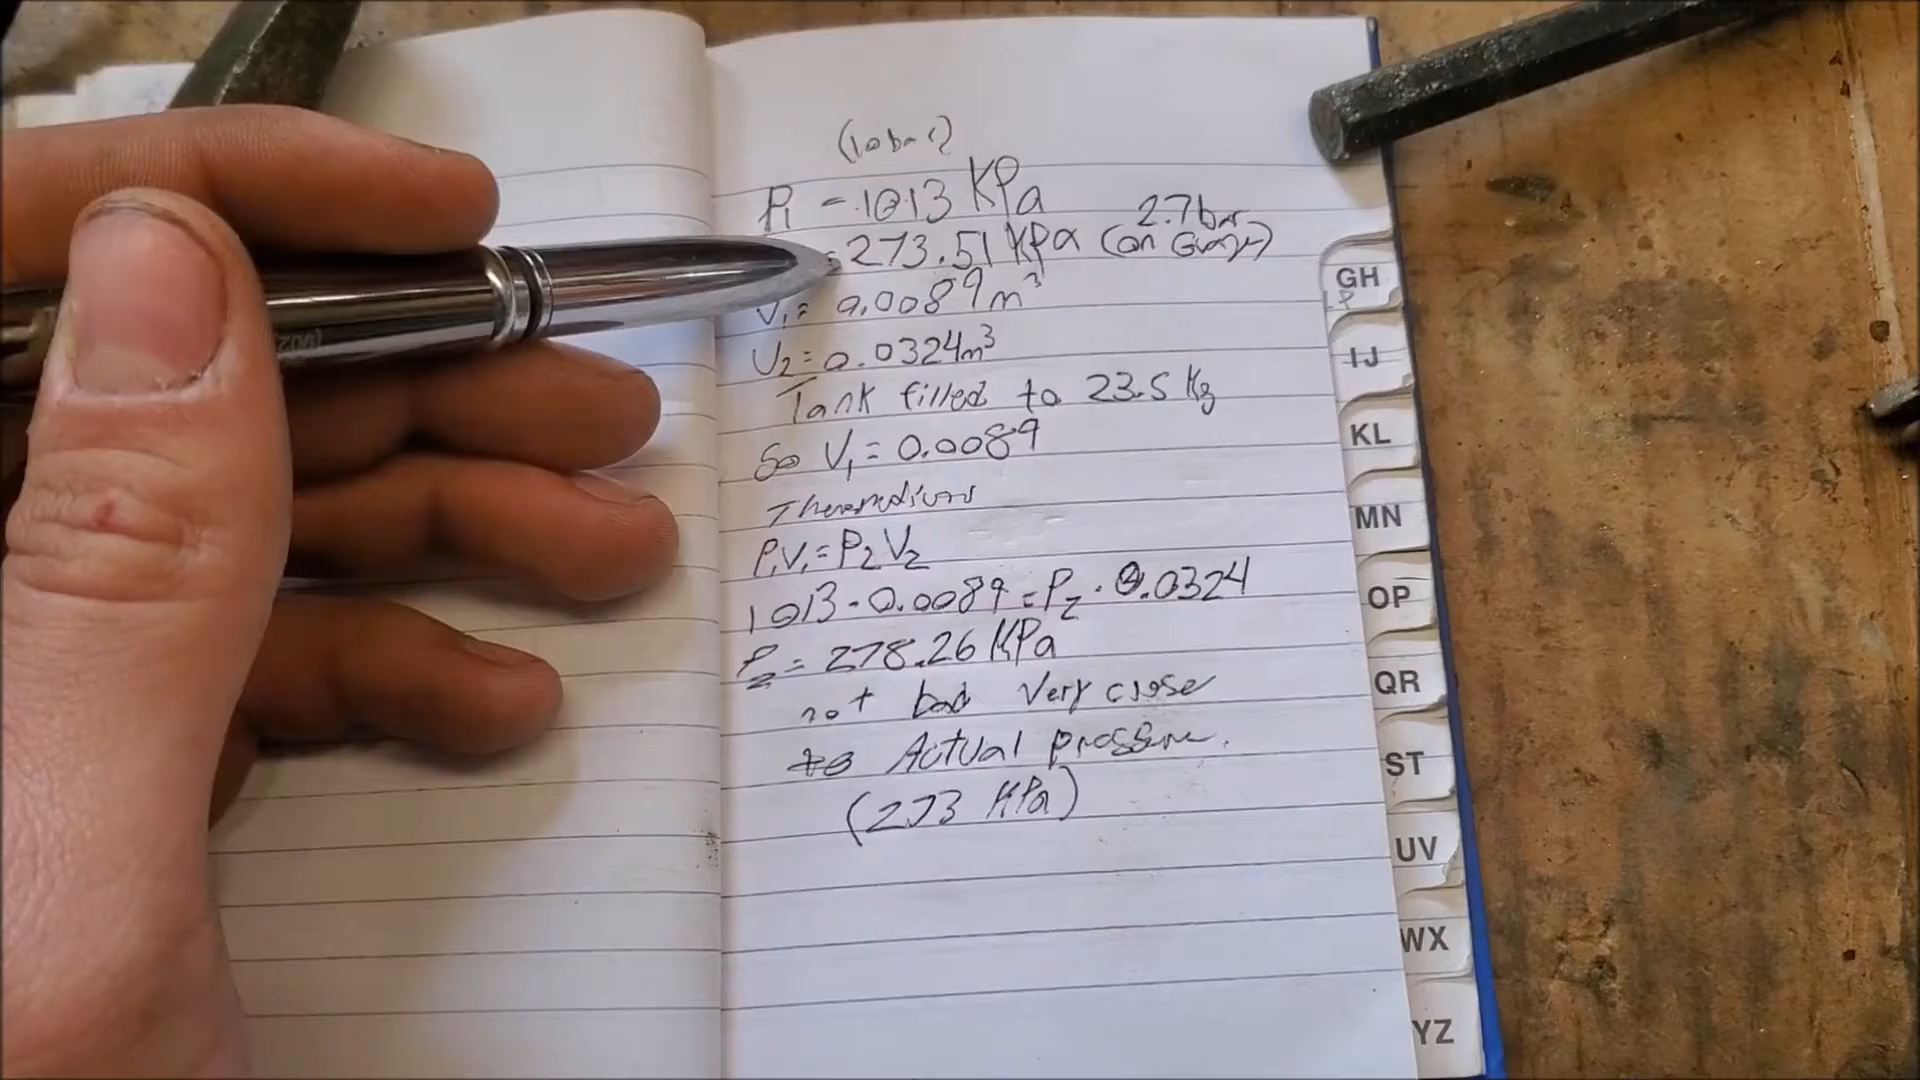 (10bar)
P1 = 1013 KPa
2.7bar
= 273.51 KPa (on Gauge)
V1 = 0.0089m³
V2 = 0.0324m³
Tank filled to 23.5 Kg
So V1 = 0.0089
P1V1 = P2V2
1013 · 0.0089 = P2 · 0.0324
P2 = 278.26 KPa
not bad very close
to Actual pressure.
(273 KPa)
GH
IJ
KL
MN
OP
QR
ST
UV
WX
YZ